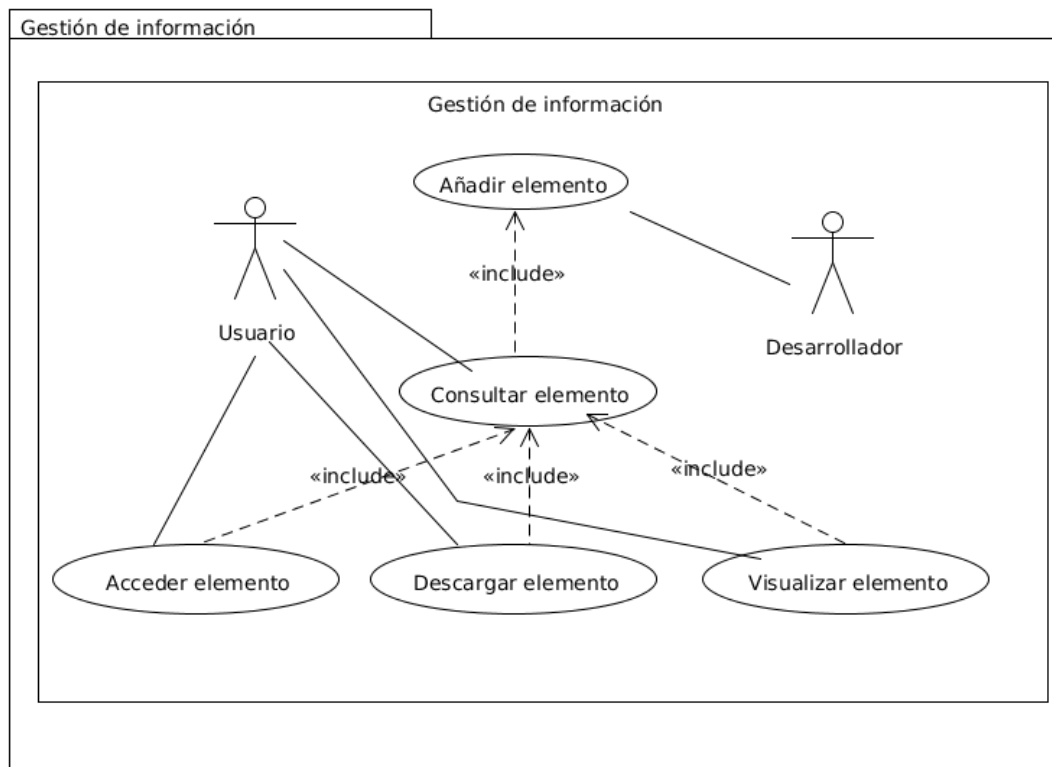 Gestión de información
Gestión de información
Añadir elemento
«include»
Usuario
Desarrollador
Consultar elemento
«include»
«include»
«include»
Acceder elemento
Descargar elemento
Visualizar elemento